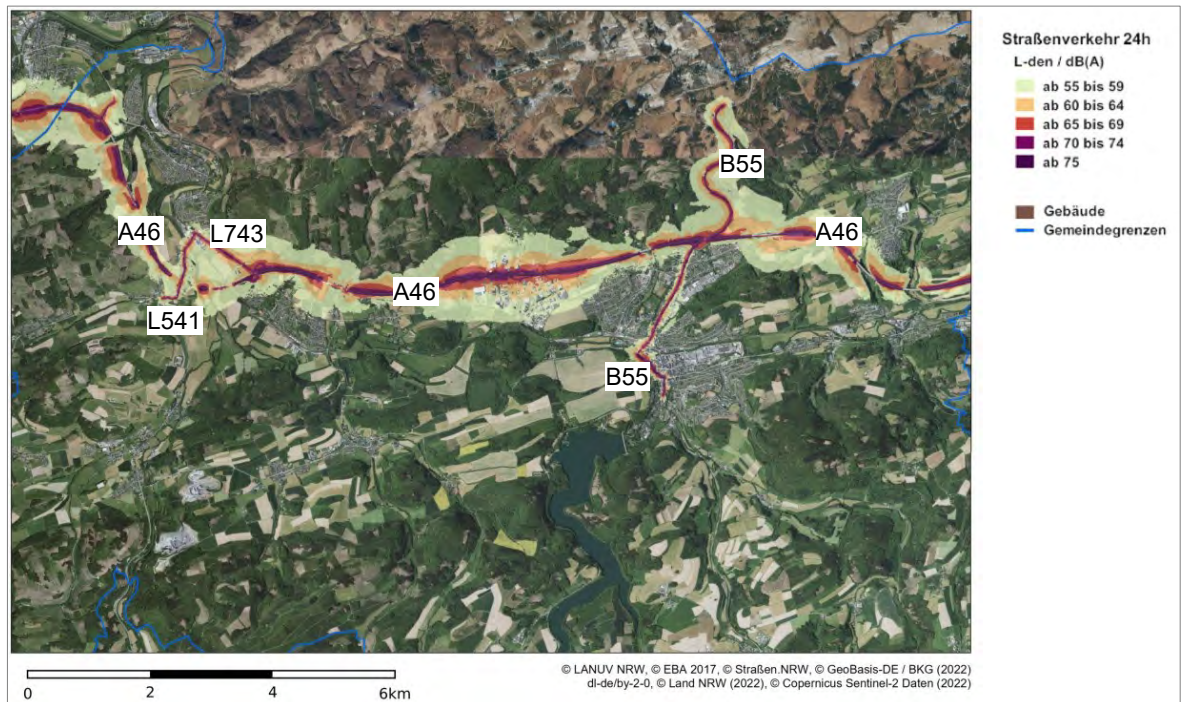 Straßenverkehr 24h
L-den / dB(A)
ab 55 bis 59
ab 60 bis 64
ab 65 bis 69
ab 70 bis 74
ab 75
Gebäude
Gemeindegrenzen
B55
A46
L743
A46
A46
L541
B55
0 2 4 6km
© LANUV NRW, © EBA 2017, © Straßen.NRW, © GeoBasis-DE / BKG (2022)
dl-de/by-2-0, © Land NRW (2022), © Copernicus Sentinel-2 Daten (2022)